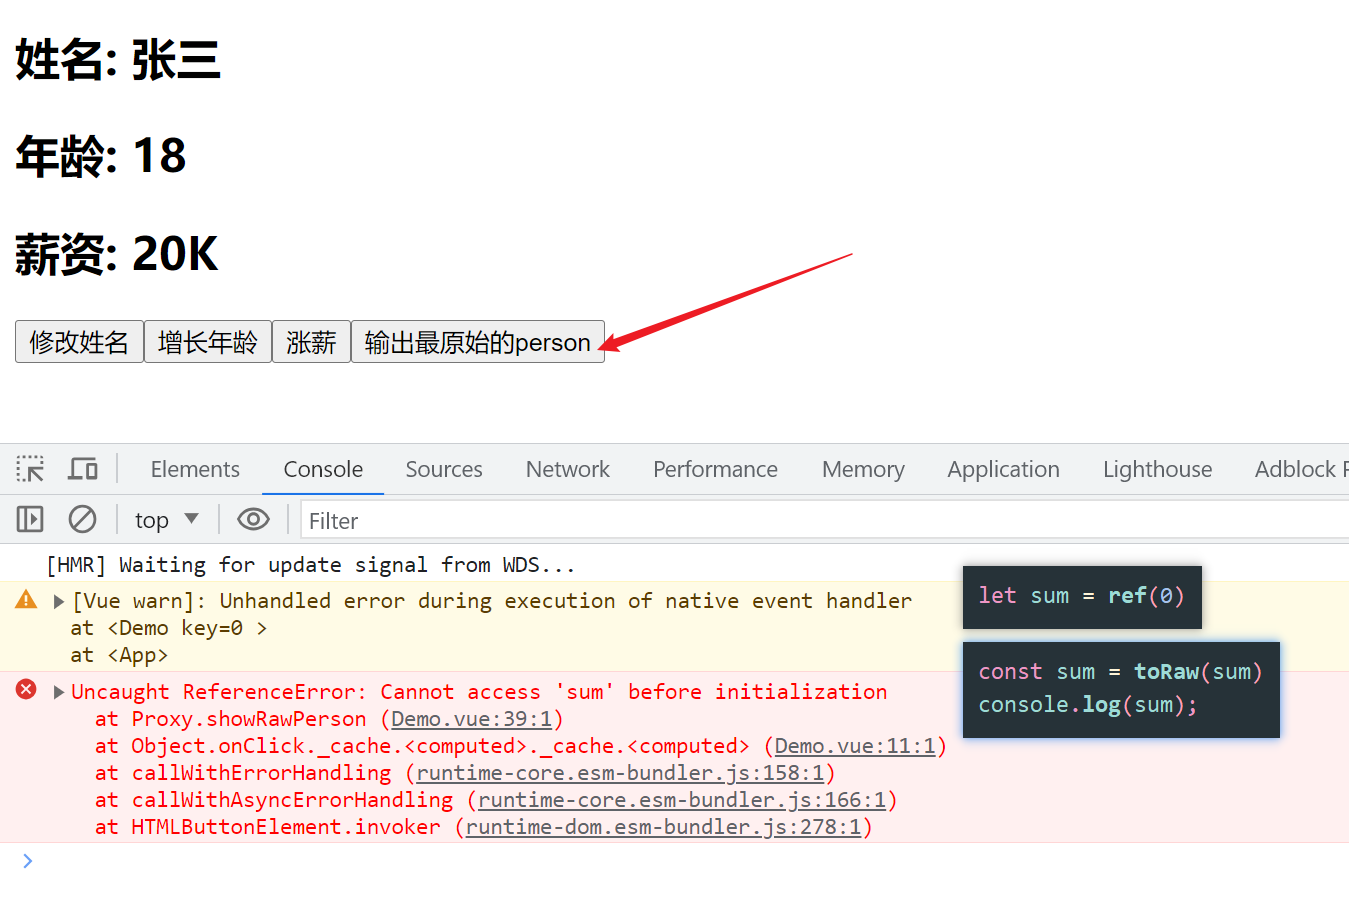 姓名: 张三
年龄: 18
薪资: 20K
修改姓名 增长年龄 涨薪 输出最原始的person
Elements Console Sources Network Performance Memory Application Lighthouse Adblock P
top Filter
[HMR] Waiting for update signal from WDS...
[Vue warn]: Unhandled error during execution of native event handler
at <Demo key=0 >
at <App>
let sum = ref(0)
const sum = toRaw(sum)
console.log(sum);
Uncaught ReferenceError: Cannot access 'sum' before initialization
at Proxy.showRawPerson (Demo.vue:39:1)
at Object.onClick._cache.<computed>._cache.<computed> (Demo.vue:11:1)
at callWithErrorHandling (runtime-core.esm-bundler.js:158:1)
at callWithAsyncErrorHandling (runtime-core.esm-bundler.js:166:1)
at HTMLButtonElement.invoker (runtime-dom.esm-bundler.js:278:1)